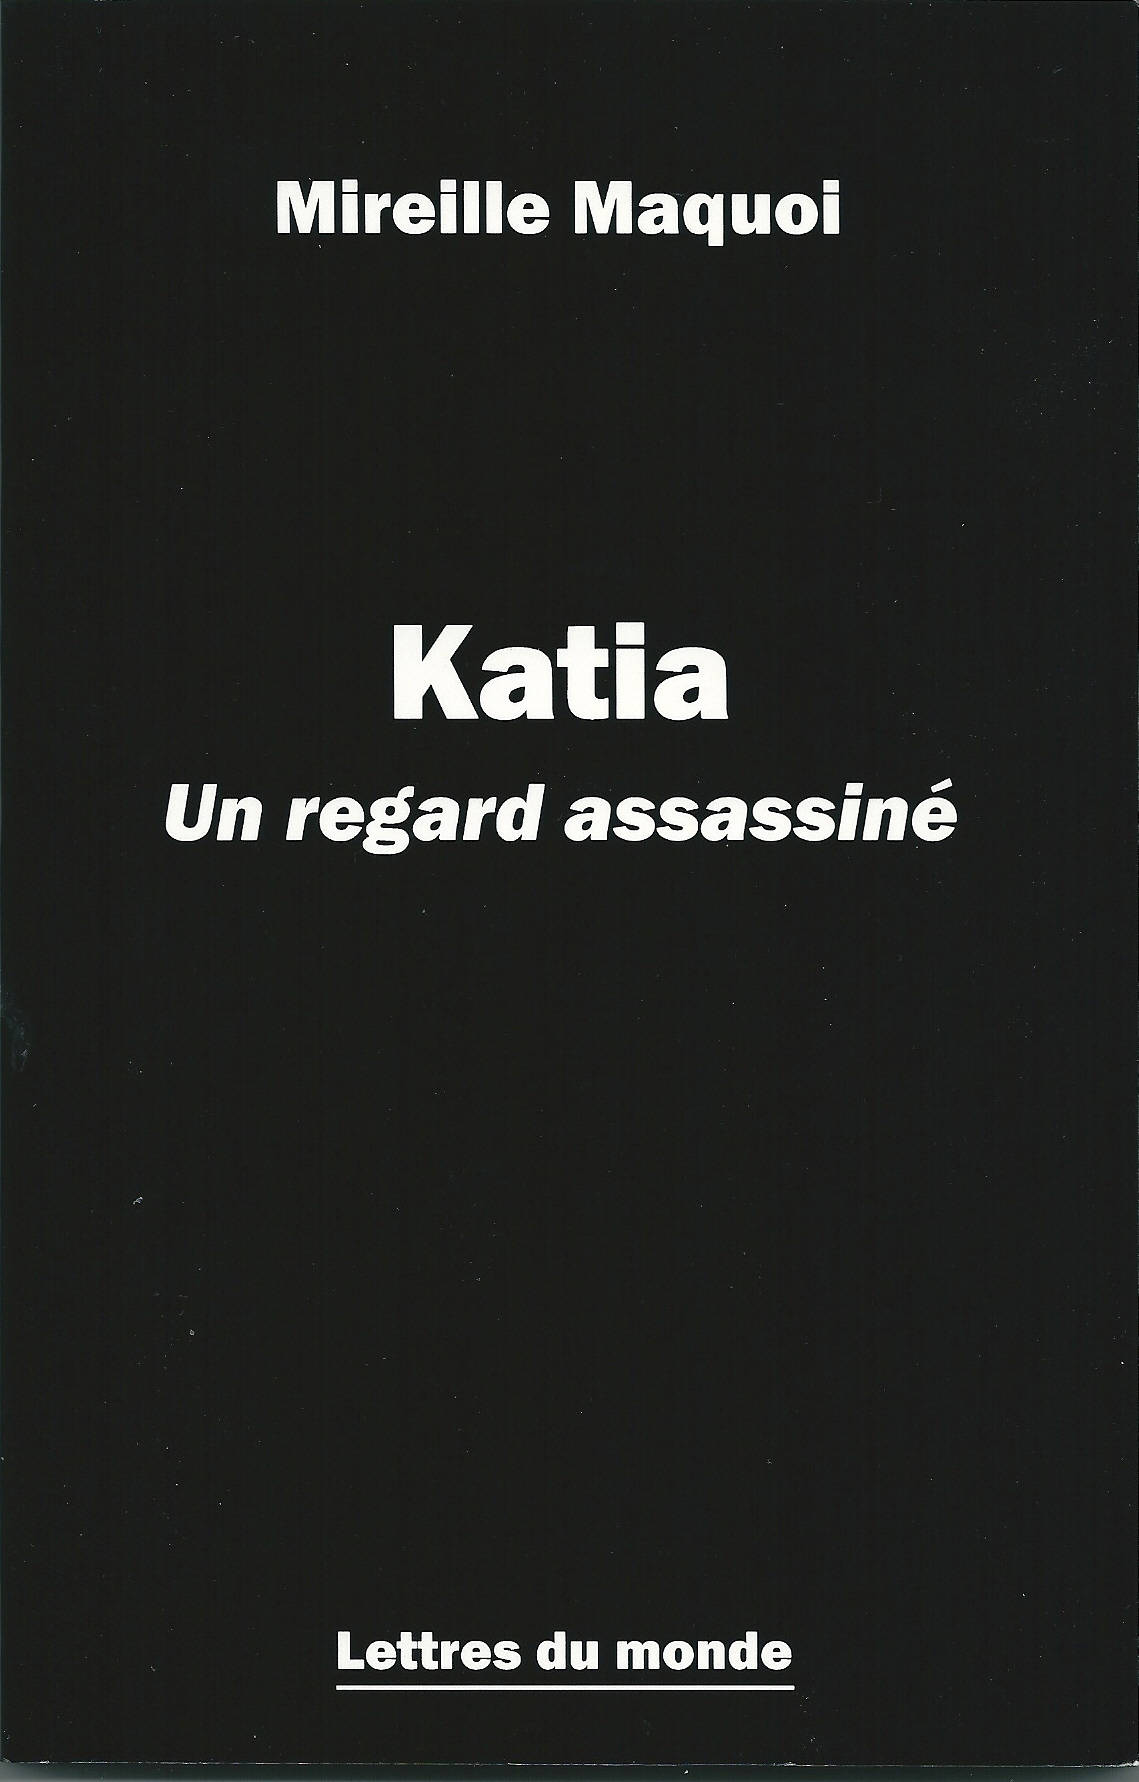 Mireille Maquoi
Katia
Un regard assassiné
Lettres du monde